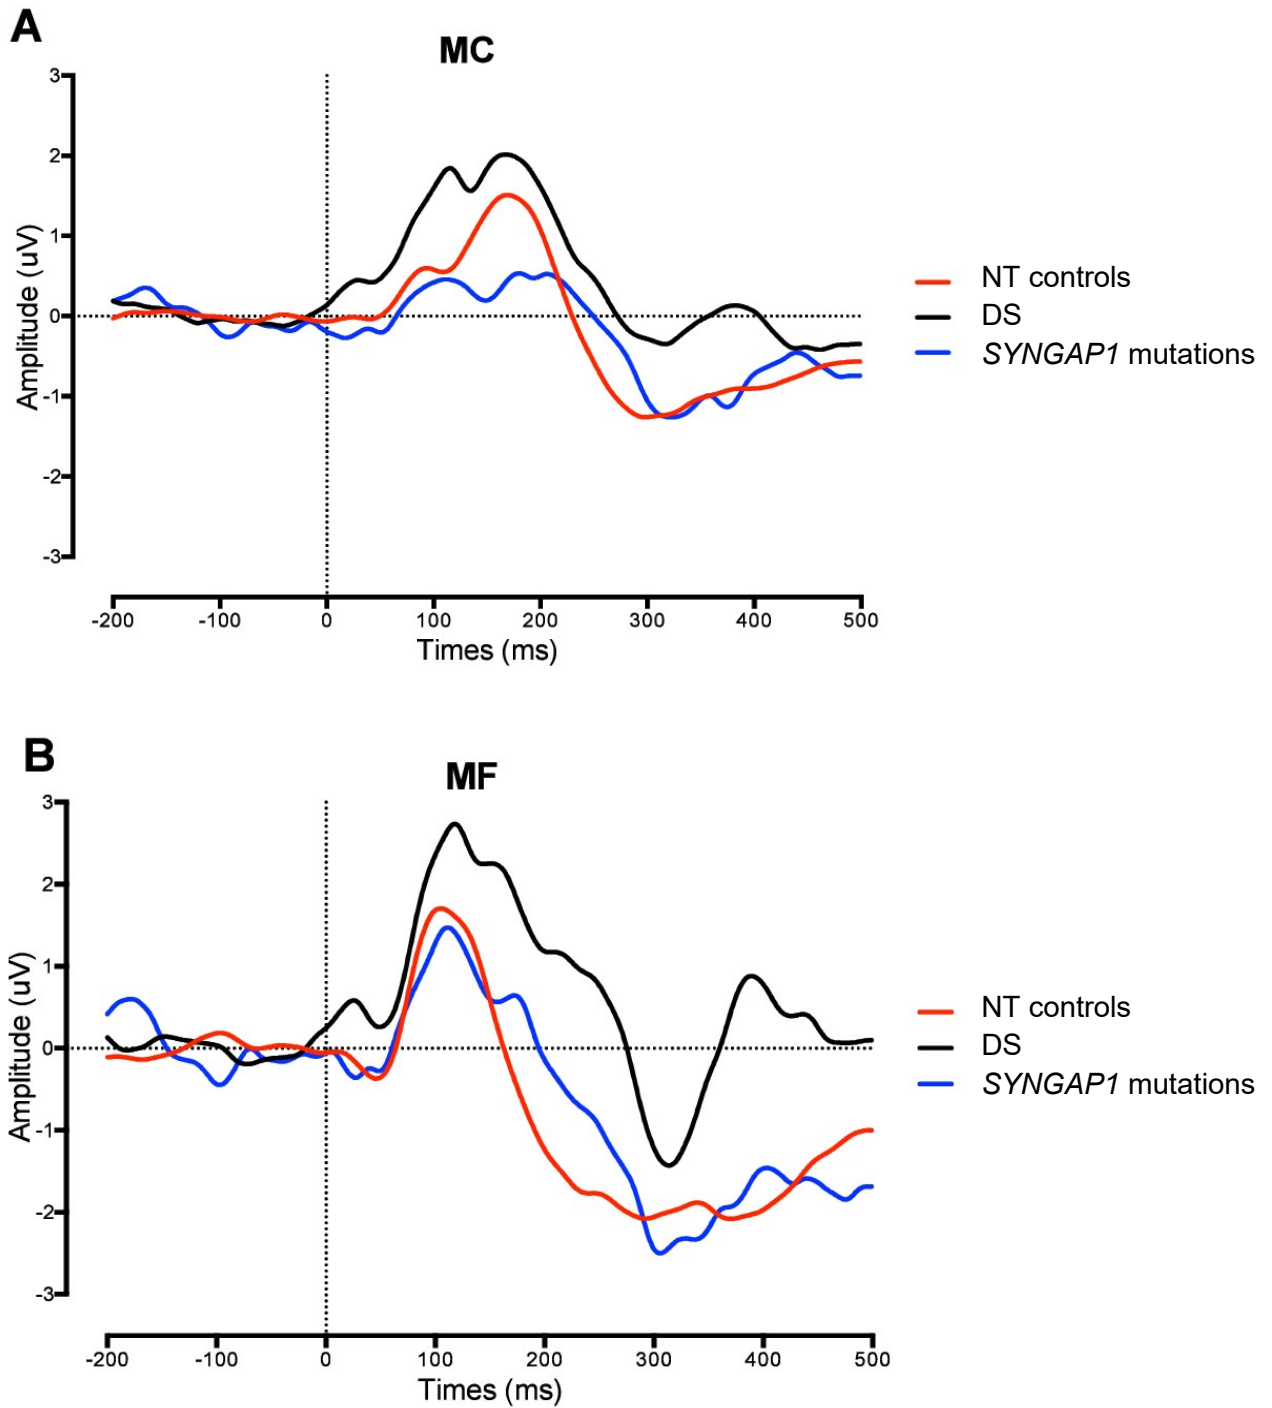 A
MC
3
2
1
0
-1
-2
-3
Amplitude (uV)
-200 -100 0 100 200 300 400 500
Times (ms)
NT controls
DS
SYNGAP1 mutations
B
MF
3
2
1
0
-1
-2
-3
Amplitude (uV)
-200 -100 0 100 200 300 400 500
Times (ms)
NT controls
DS
SYNGAP1 mutations